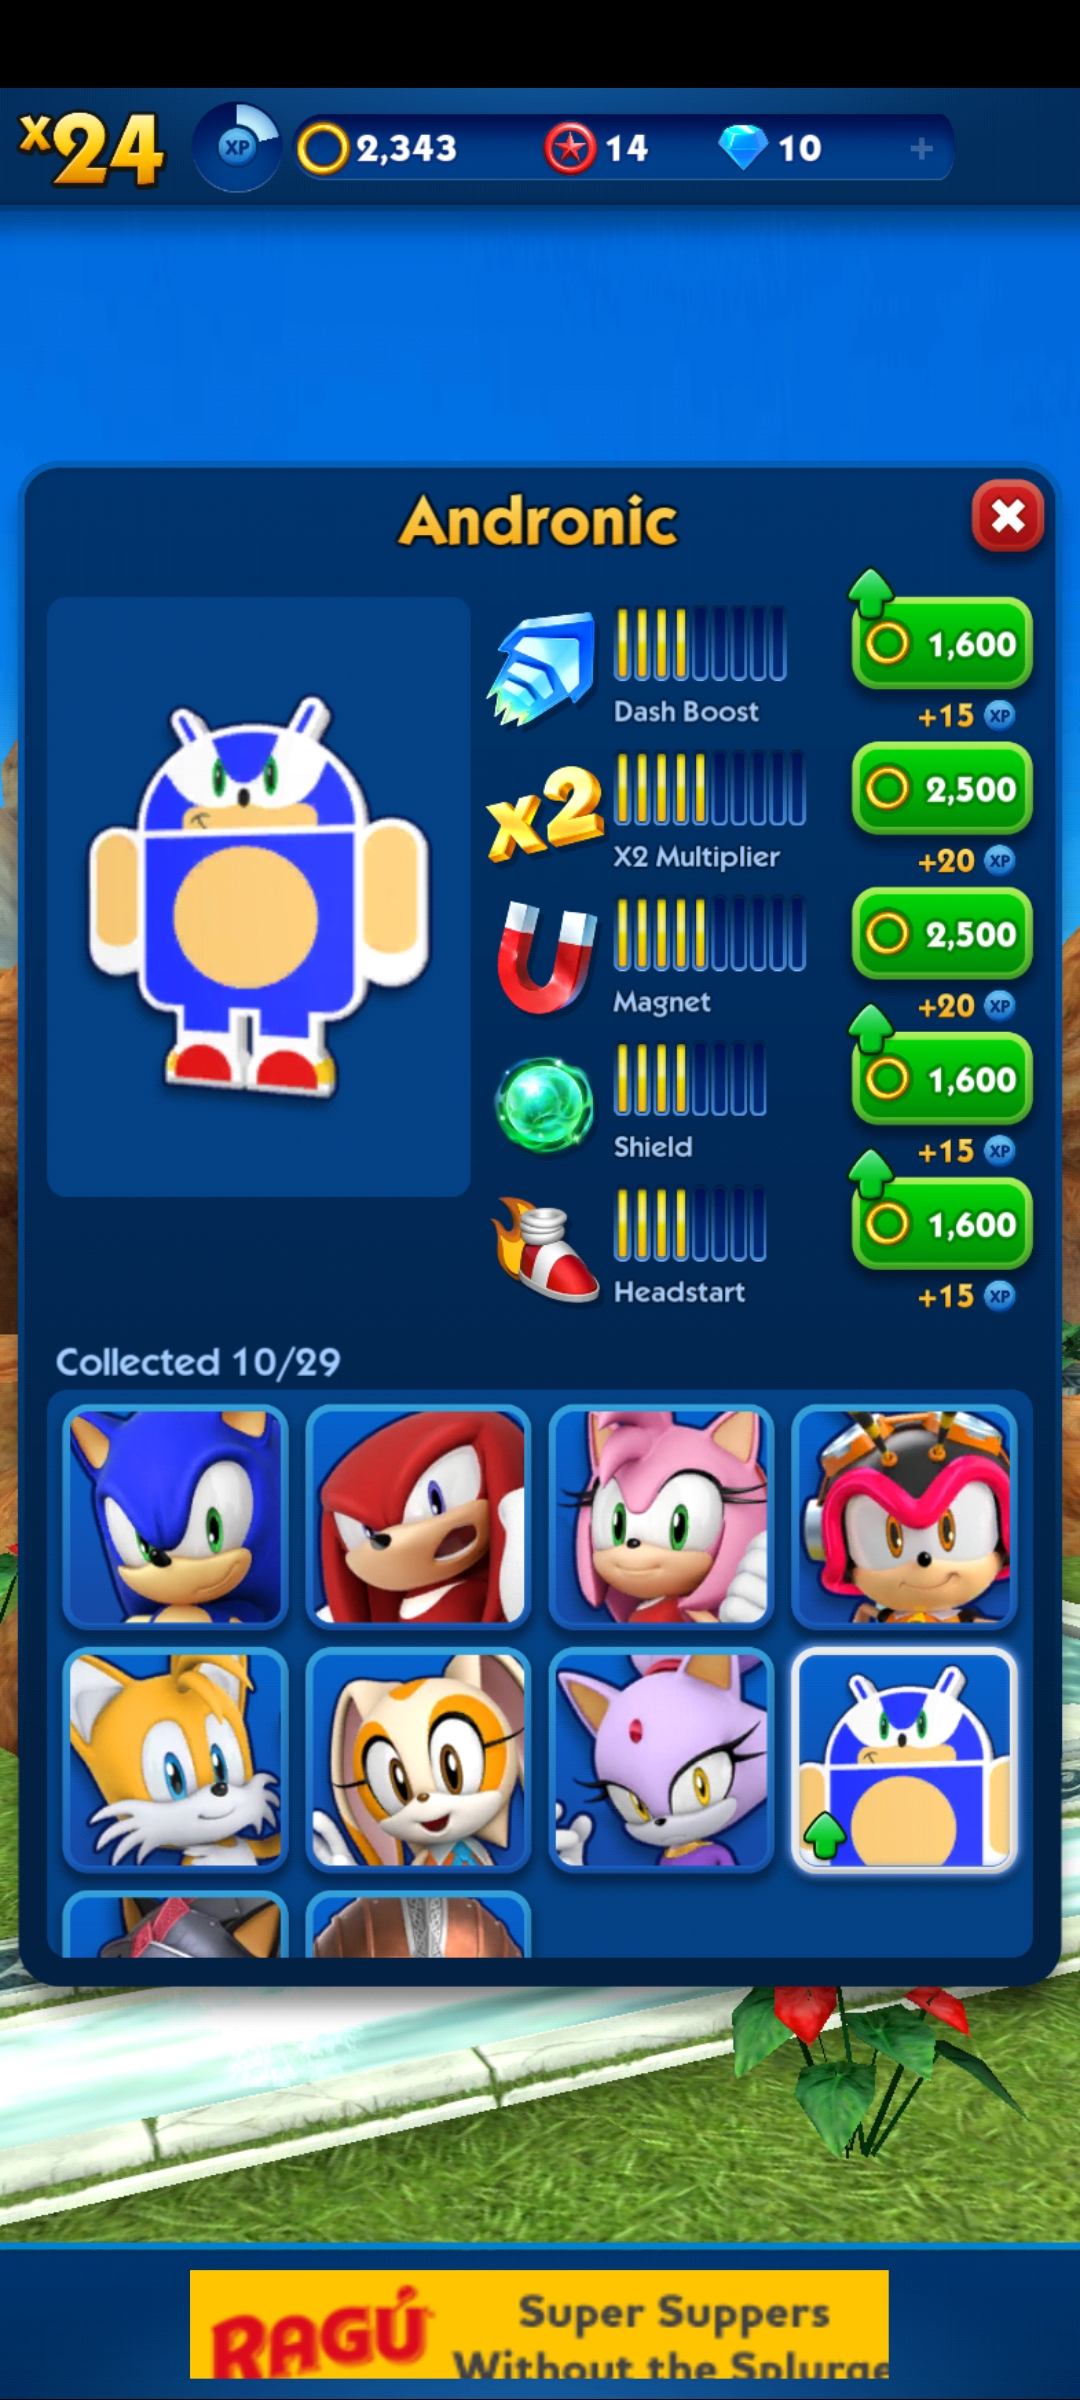 x24 XP 2,343 14 10 +
Andronic
1,600
Dash Boost
+15 XP
x2
2,500
X2 Multiplier
+20 XP
2,500
Magnet
+20 XP
1,600
Shield
+15 XP
1,600
Headstart
+15 XP
Collected 10/29
RAGÚ
Super Suppers
Without the Splurge